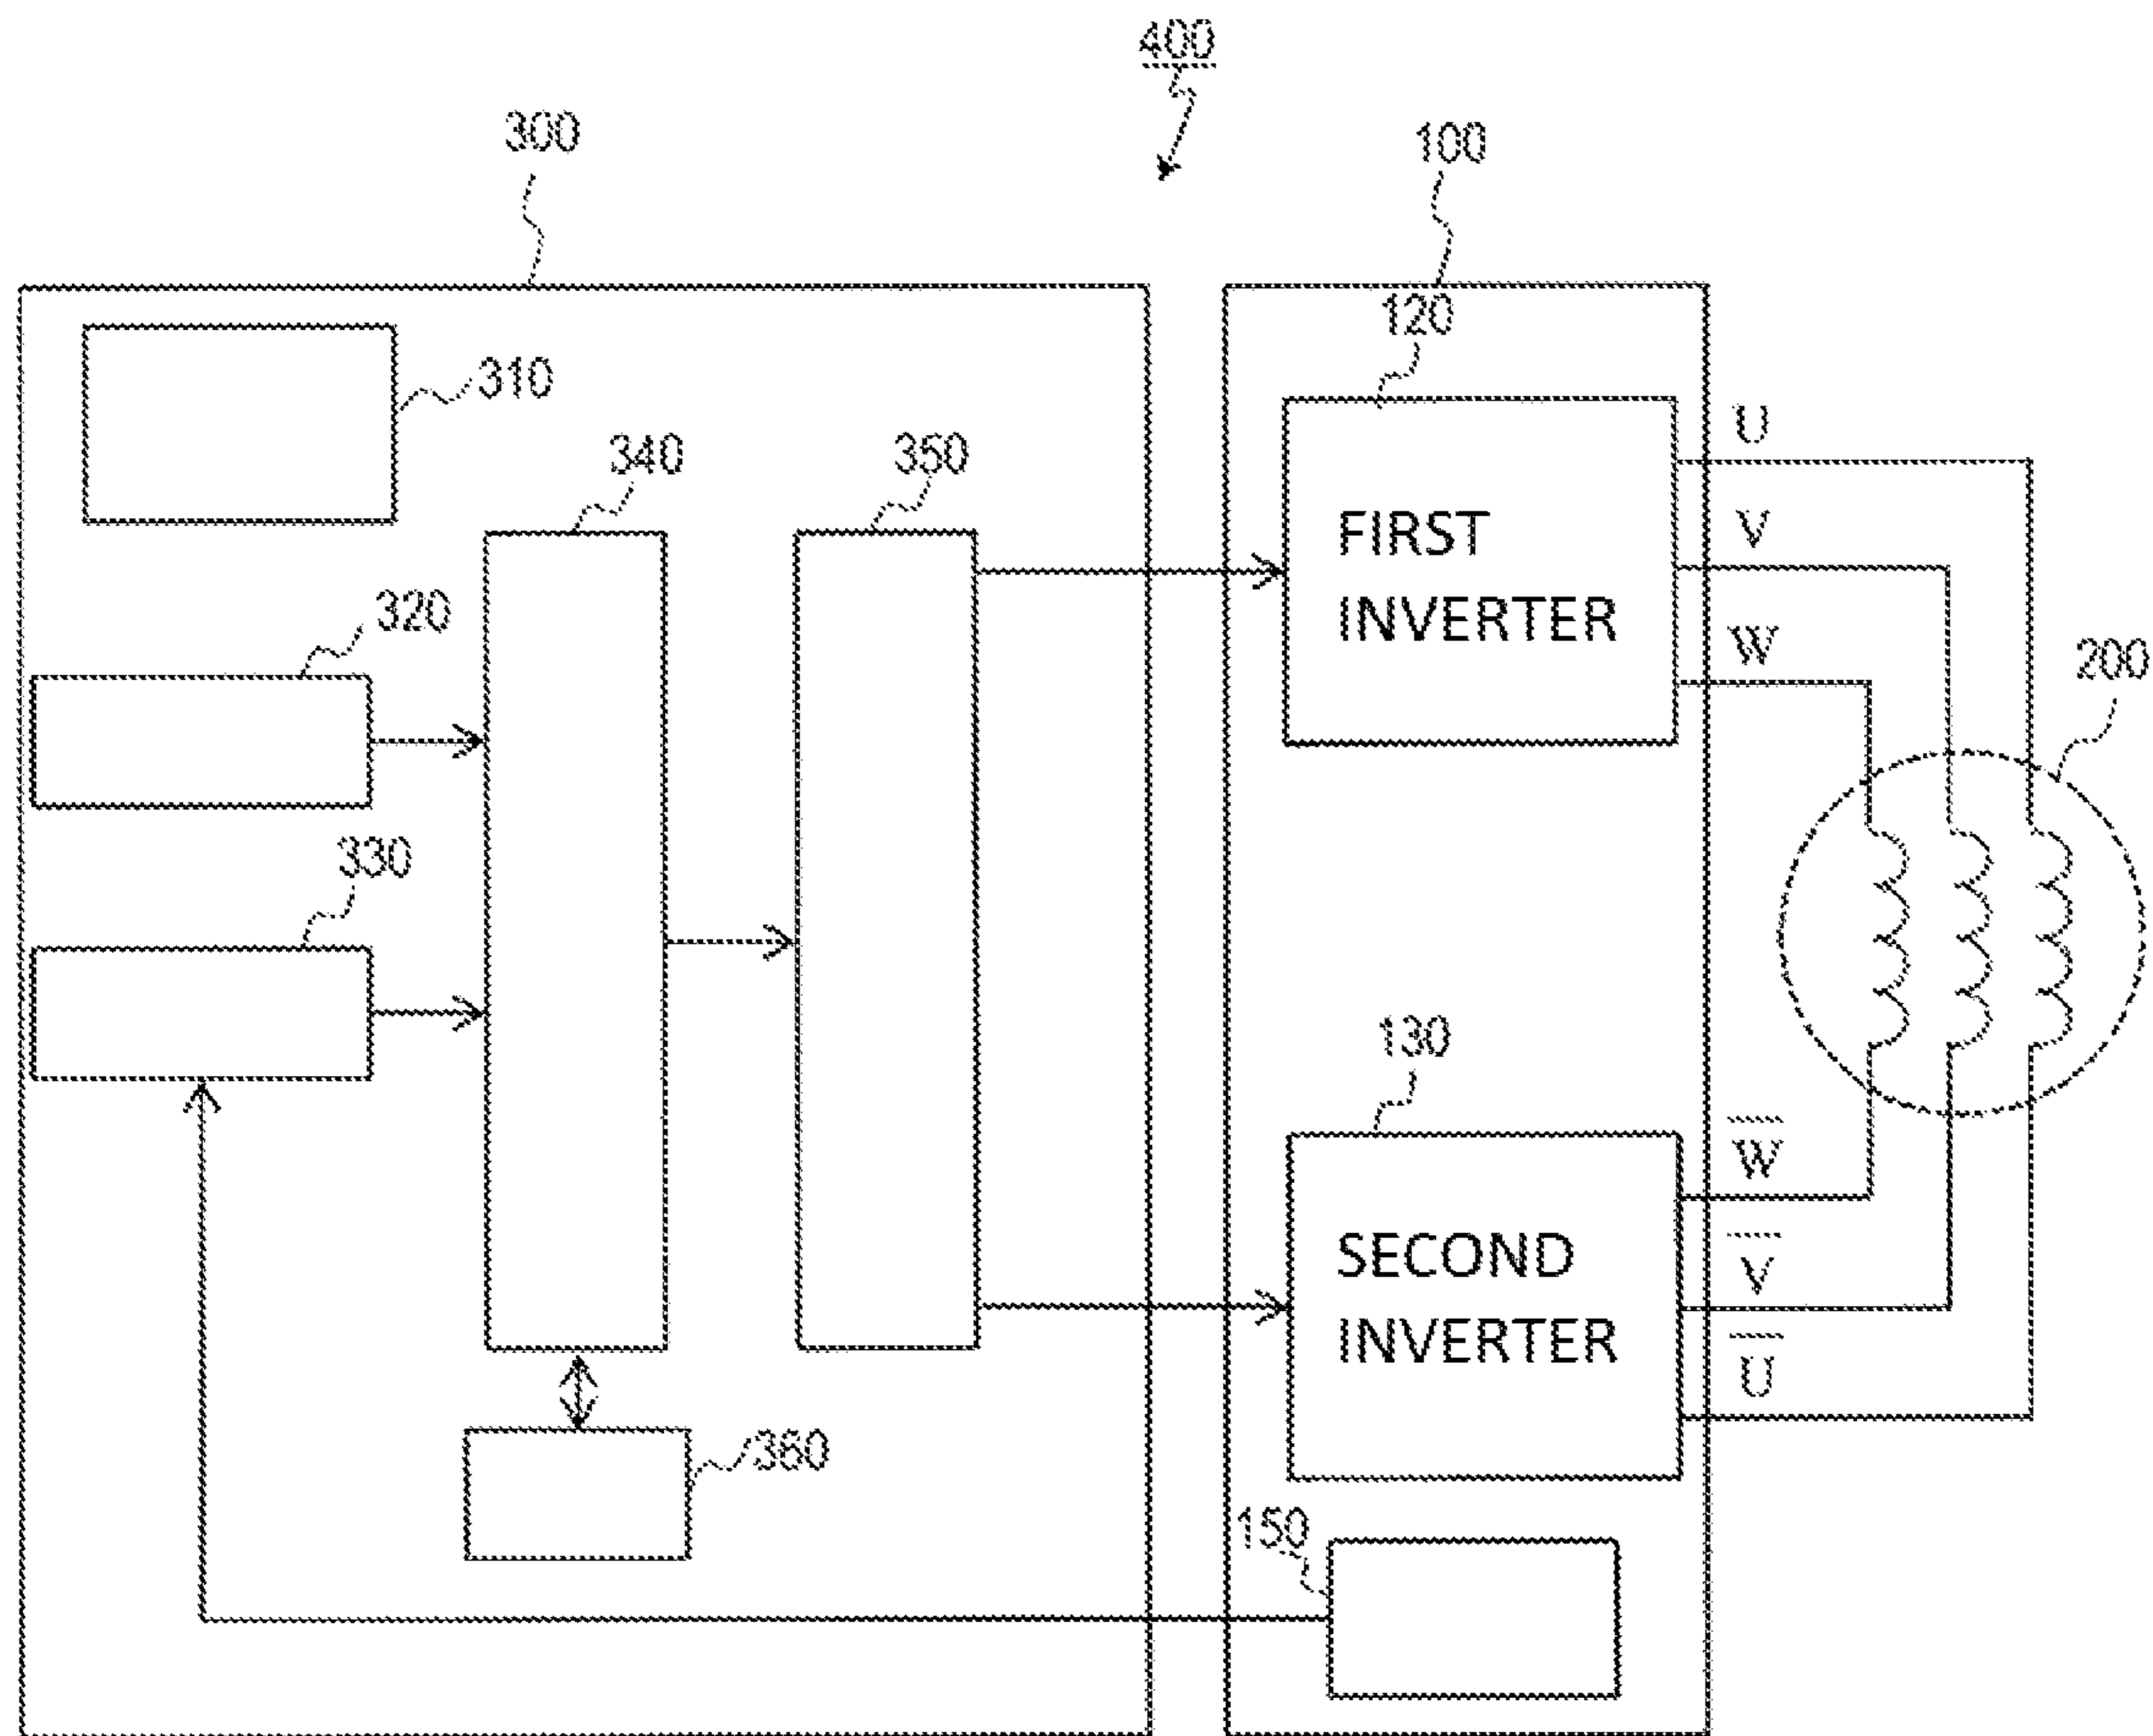 400
300
100
120
310
U
340
350
V
FIRST
INVERTER
320
W
200
330
130
W̅
SECOND
INVERTER
V̅
U̅
360
150